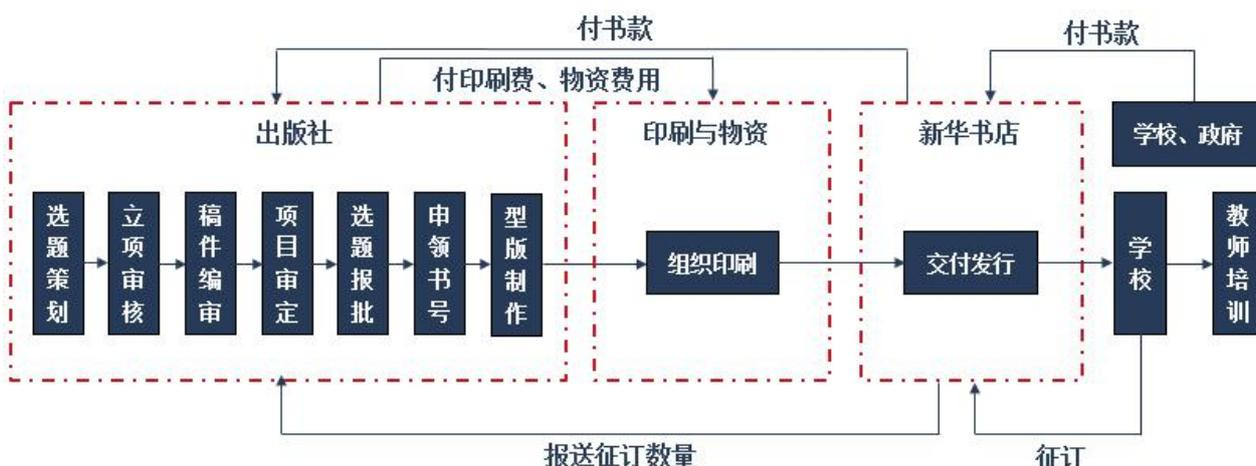 付书款
付书款
付印刷费、物资费用
出版社
印刷与物资
新华书店
学校、政府
选题策划
立项审核
稿件编审
项目审定
选题报批
申领书号
型版制作
组织印刷
交付发行
学校
教师培训
报送征订数量
征订